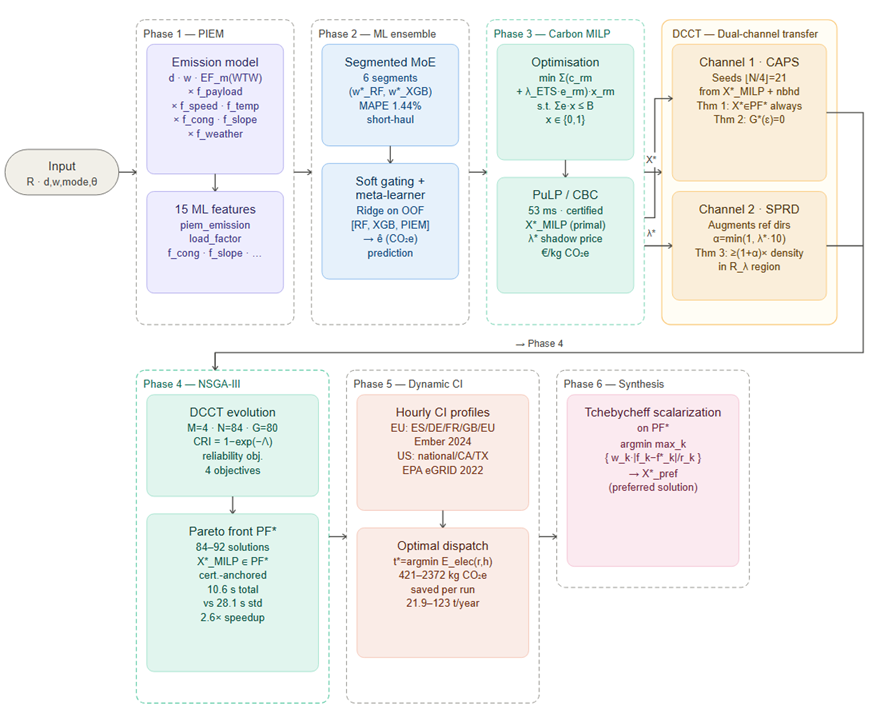 Phase 1 — PIEM
Emission model
d · w · EF_m(WTW)
× f_payload
× f_speed · f_temp
× f_cong · f_slope
× f_weather
15 ML features
piem_emission
load_factor
f_cong · f_slope · ...
Input
R · d,w,mode,θ
Phase 2 — ML ensemble
Segmented MoE
6 segments
(w*_RF, w*_XGB)
MAPE 1.44%
short-haul
Soft gating +
meta-learner
Ridge on OOF
[RF, XGB, PIEM]
→ ê (CO₂e)
prediction
Phase 3 — Carbon MILP
Optimisation
min Σ(c_rm
+ λ_ETS·e_rm)·x_rm
s.t. Σe·x ≤ B
x ∈ {0,1}
PuLP / CBC
53 ms · certified
X*_MILP (primal)
λ* shadow price
€/kg CO₂e
X*
λ*
DCCT — Dual-channel transfer
Channel 1 · CAPS
Seeds ⌊N/4⌋=21
from X*_MILP + nbhd
Thm 1: X*∈PF* always
Thm 2: G*(ε)=0
Channel 2 · SPRD
Augments ref dirs
α=min(1, λ*·10)
Thm 3: ≥(1+α)× density
in R_λ region
→ Phase 4
Phase 4 — NSGA-III
DCCT evolution
M=4 · N=84 · G=80
CRI = 1−exp(−Λ)
reliability obj.
4 objectives
Pareto front PF*
84–92 solutions
X*_MILP ∈ PF*
cert.-anchored
10.6 s total
vs 28.1 s std
2.6× speedup
Phase 5 — Dynamic CI
Hourly CI profiles
EU: ES/DE/FR/GB/EU
Ember 2024
US: national/CA/TX
EPA eGRID 2022
Optimal dispatch
t*=argmin E_elec(r,h)
421–2372 kg CO₂e
saved per run
21.9–123 t/year
Phase 6 — Synthesis
Tchebycheff scalarization
on PF*
argmin max_k
{ w_k·|f_k−f*_k|/r_k }
→ X*_pref
(preferred solution)